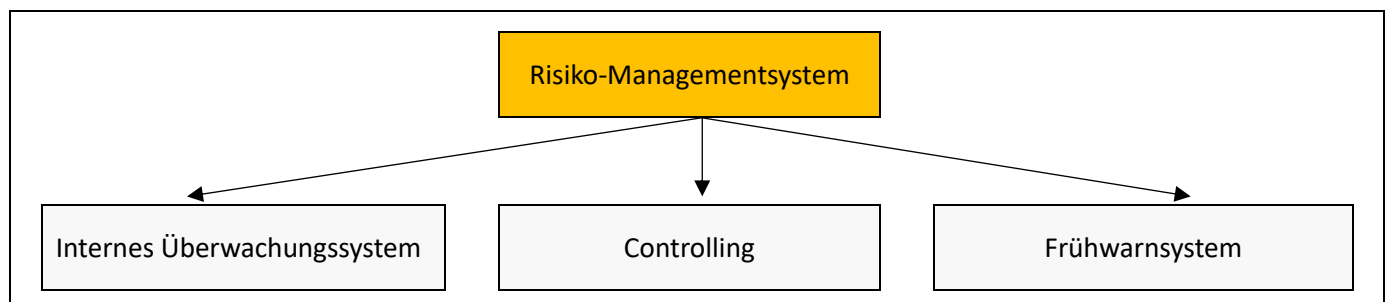 Risiko-Managementsystem
Internes Überwachungssystem
Controlling
Frühwarnsystem